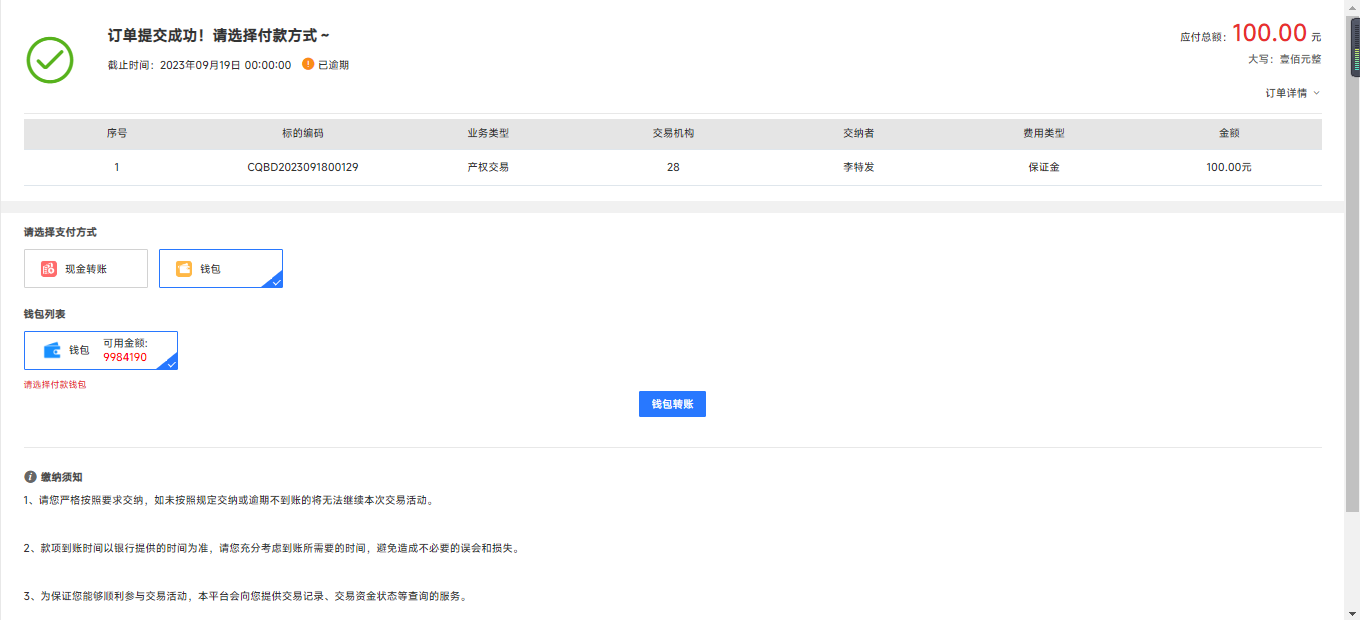 订单提交成功！请选择付款方式~
应付总额：100.00 元
截止时间：2023年09月19日 00:00:00 已逾期
大写：壹佰元整
订单详情
序号 标的编码 业务类型 交易机构 交纳者 费用类型 金额
1 CQBD2023091800129 产权交易 28 李特发 保证金 100.00元
请选择支付方式
现金转账 钱包
钱包列表
钱包 可用金额:
9984190
请选择付款钱包
钱包转账
缴纳须知
1、请您严格按照要求交纳，如未按照规定交纳或逾期不到账的将无法继续本次交易活动。
2、款项到账时间以银行提供的时间为准，请您充分考虑到账所需要的时间，避免造成不必要的误会和损失。
3、为保证您能够顺利参与交易活动，本平台会向您提供交易记录、交易资金状态等查询的服务。